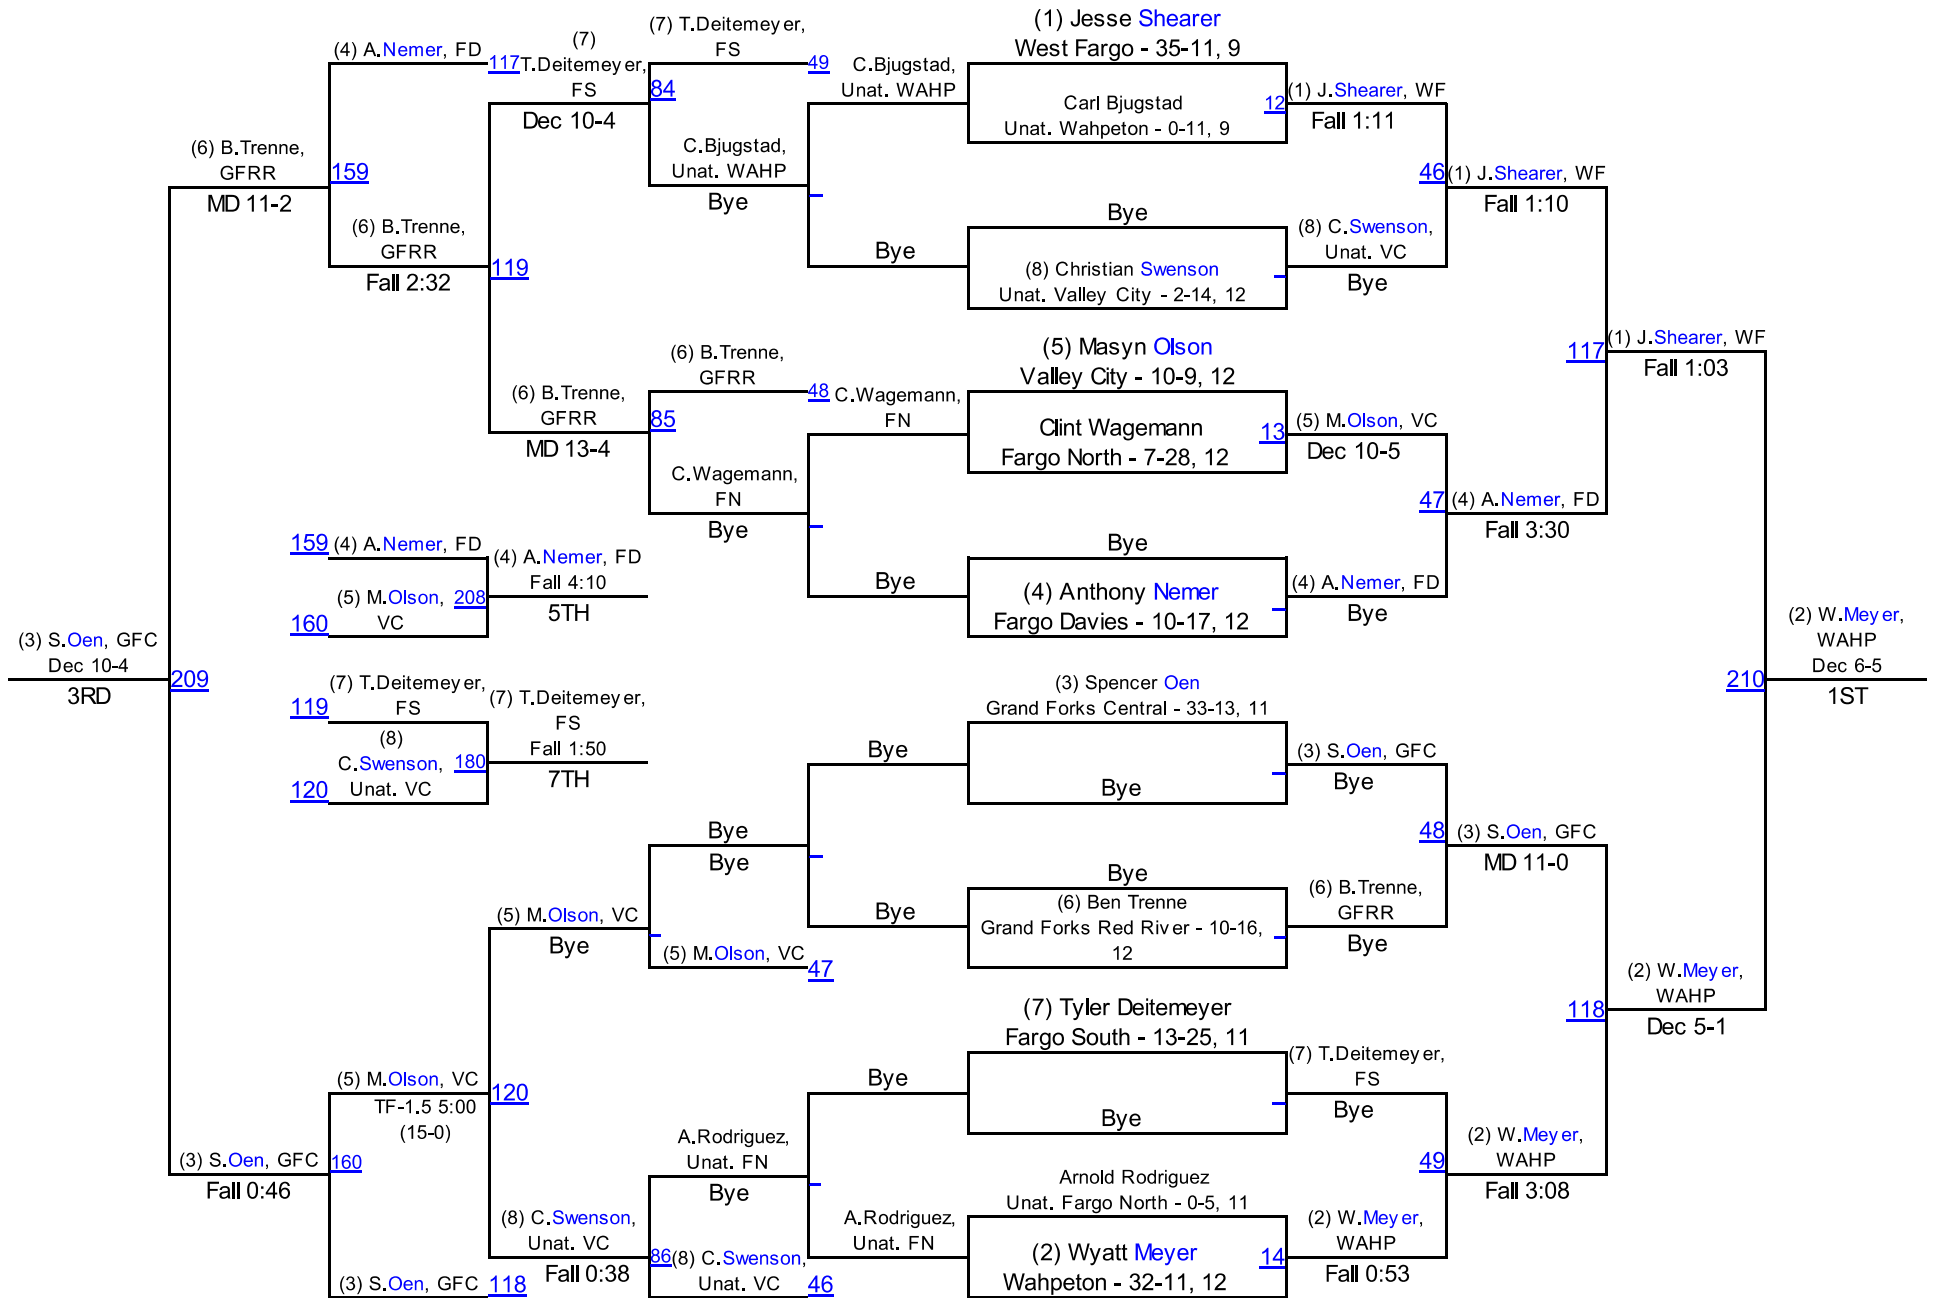 (1) Jesse Shearer
West Fargo - 35-11, 9
Carl Bjugstad
Unat. Wahpeton - 0-11, 9
12
Bye
(8) Christian Swenson
Unat. Valley City - 2-14, 12
(5) Masyn Olson
Valley City - 10-9, 12
Clint Wagemann
Fargo North - 7-28, 12
13
Bye
(4) Anthony Nemer
Fargo Davies - 10-17, 12
(3) Spencer Oen
Grand Forks Central - 33-13, 11
Bye
Bye
(6) Ben Trenne
Grand Forks Red River - 10-16,
12
(7) Tyler Deitemeyer
Fargo South - 13-25, 11
Bye
Arnold Rodriguez
Unat. Fargo North - 0-5, 11
(2) Wyatt Meyer
Wahpeton - 32-11, 12
14
(1) J.Shearer, WF
Fall 1:11
46
(8) C.Swenson,
Unat. VC
Bye
(5) M.Olson, VC
Dec 10-5
47
(4) A.Nemer, FD
Bye
(3) S.Oen, GFC
Bye
48
(6) B.Trenne,
GFRR
Bye
(7) T.Deitemeyer,
FS
Bye
49
(2) W.Meyer,
WAHP
Fall 0:53
(1) J.Shearer, WF
Fall 1:10
117
(4) A.Nemer, FD
Fall 3:30
(3) S.Oen, GFC
MD 11-0
118
(2) W.Meyer,
WAHP
Fall 3:08
(1) J.Shearer, WF
Fall 1:03
210
(2) W.Meyer,
WAHP
Dec 5-1
(2) W.Meyer,
WAHP
Dec 6-5
1ST
C.Bjugstad,
Unat. WAHP
Bye
C.Wagemann,
FN
Bye
Bye
Bye
Bye
A.Rodriguez,
Unat. FN
(7) T.Deitemeyer,
FS
49
84
C.Bjugstad,
Unat. WAHP
Bye
(6) B.Trenne,
GFRR
48
85
C.Wagemann,
FN
Bye
Bye
Bye
(5) M.Olson, VC
47
A.Rodriguez,
Unat. FN
Bye
86
(8) C.Swenson,
Unat. VC
46
(7)
T.Deitemeyer,
FS
Dec 10-4
119
(6) B.Trenne,
GFRR
MD 13-4
(5) M.Olson, VC
Bye
120
(8) C.Swenson,
Unat. VC
Fall 0:38
(4) A.Nemer, FD
117
159
(6) B.Trenne,
GFRR
Fall 2:32
(5) M.Olson, VC
TF-1.5 5:00
(15-0)
160
(3) S.Oen, GFC
118
(6) B.Trenne,
GFRR
MD 11-2
209
(3) S.Oen, GFC
Fall 0:46
(3) S.Oen, GFC
Dec 10-4
3RD
159
(4) A.Nemer, FD
(5) M.Olson,
VC
160
208
(4) A.Nemer, FD
Fall 4:10
5TH
119
(7) T.Deitemeyer,
FS
(8)
C.Swenson,
Unat. VC
120
180
(7) T.Deitemeyer,
FS
Fall 1:50
7TH